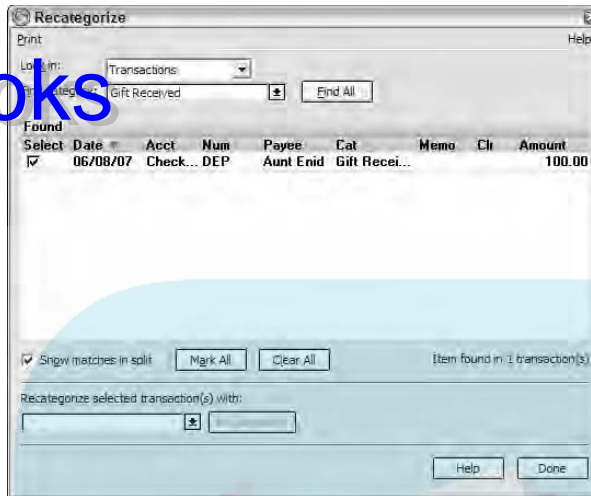 Recategorize
Print Help
Look in: Transactions
Find category: Gift Received Find All
oks
Found
Select Date Acct Num Payee Cat Memo Clr Amount
06/08/07 Check... DEP Aunt Enid Gift Recei... 100.00
Show matches in split Mark All Clear All Item found in 1 transaction(s)
Recategorize selected transaction(s) with:
Help Done